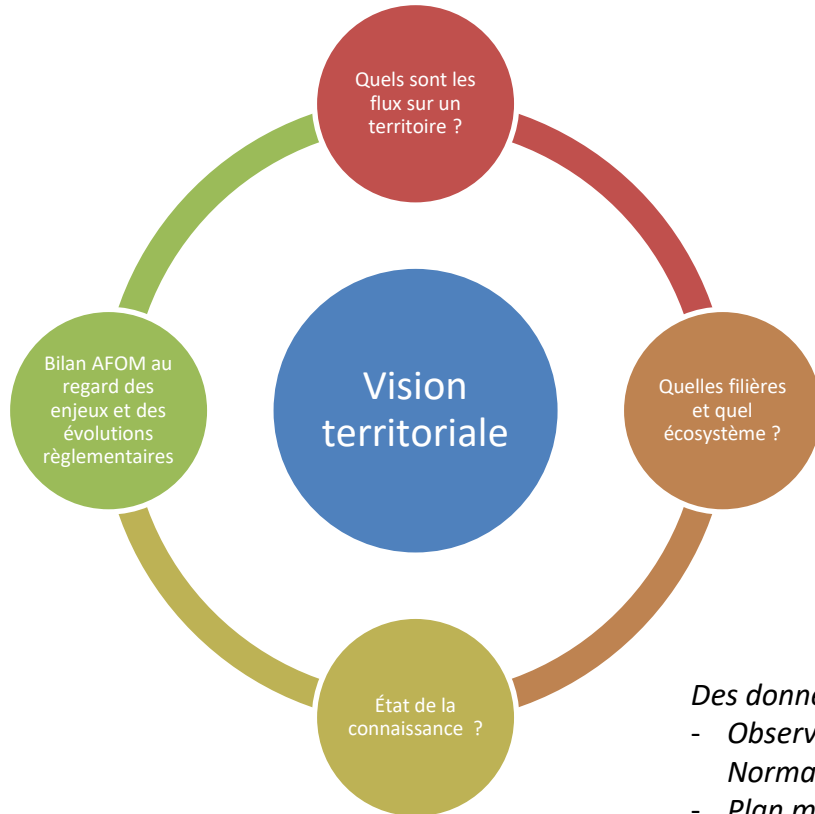 Quels sont les
flux sur un
territoire ?
Bilan AFOM au
regard des
enjeux et des
évolutions
règlementaires
Vision
territoriale
Quelles filières
et quel
écosystème ?
État de la
connaissance ?
Des donné
- Observ
Norma
- Plan m